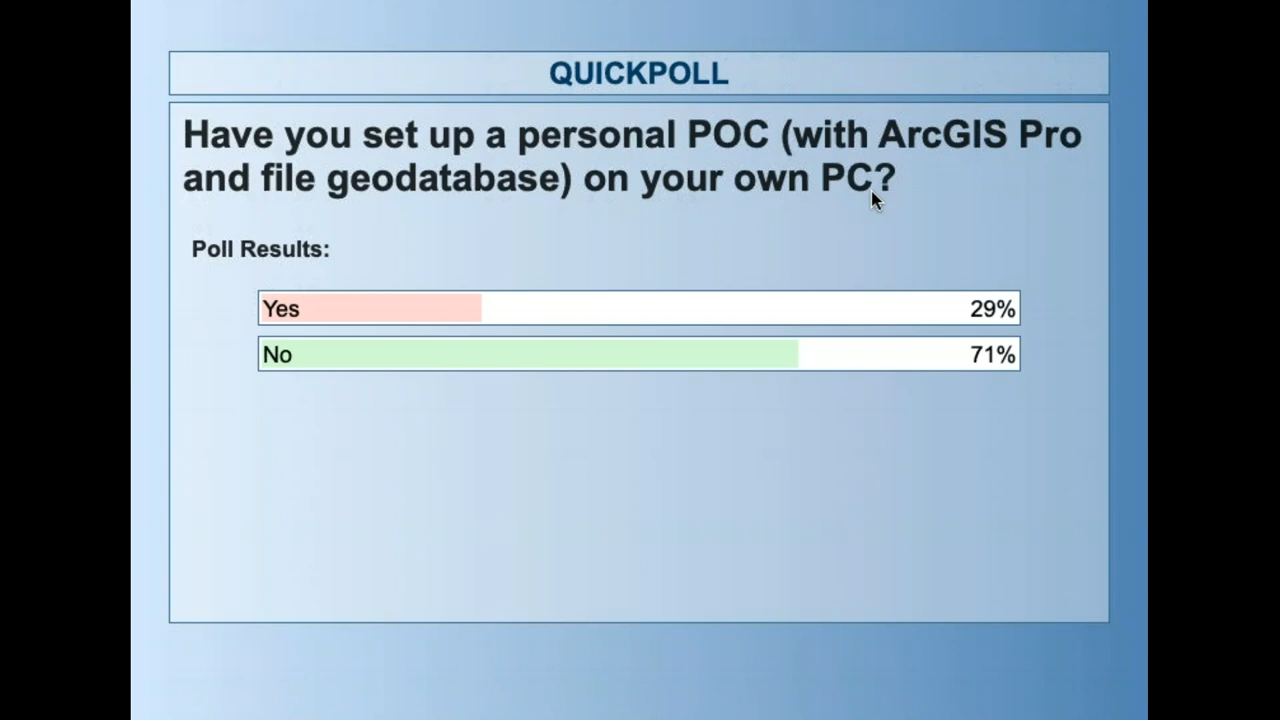 QUICKPOLL
Have you set up a personal POC (with ArcGIS Pro
and file geodatabase) on your own PC?
Poll Results:
Yes 29%
No 71%